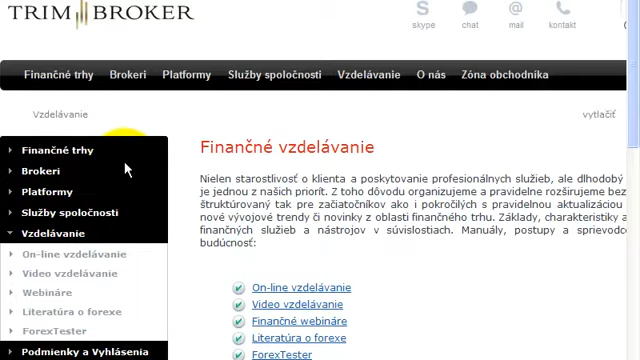 TRIM BROKER
skype
chat
mail
kontakt
Finančné trhy
Brokeri
Platformy
Služby spoločnosti
Vzdelávanie
O nás
Zóna obchodníka
Vzdelávanie
vytlačiť
Finančné trhy
Brokeri
Platformy
Služby spoločnosti
Vzdelávanie
On-line vzdelávanie
Video vzdelávanie
Webináre
Literatúra o forexe
ForexTester
Podmienky a Vyhlásenia
Finančné vzdelávanie
Nielen starostlivosť o klienta a poskytovanie profesionálnych služieb, ale dlhodobý
je jednou z našich priorít. Z toho dôvodu organizujeme a pravidelne rozširujeme bez
štruktúrovaný tak pre začiatočníkov ako i pokročilých s pravidelnou aktualizáciou
nové vývojové trendy či novinky z oblasti finančného trhu. Základy, charakteristiky a
finančných služieb a nástrojov v súvislostiach. Manuály, postupy a sprievodc
budúcnosť:
On-line vzdelávanie
Video vzdelávanie
Finančné webináre
Literatúra o forexe
ForexTester